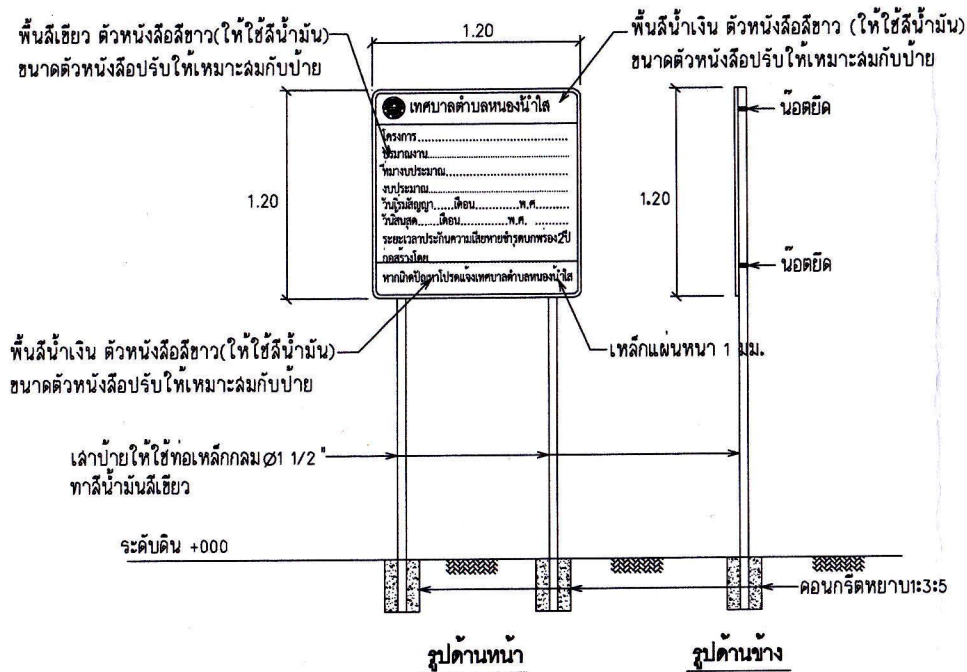 พื้นสีเขียว ตัวหนังสือสีขาว(ให้ใช้สีน้ำมัน)
ขนาดตัวหนังสือปรับให้เหมาะสมกับป้าย
1.20
พื้นสีน้ำเงิน ตัวหนังสือสีขาว (ให้ใช้สีน้ำมัน)
ขนาดตัวหนังสือปรับให้เหมาะสมกับป้าย
1.20
เทศบาลตำบลหนองน้ำใส
โครงการ
ปริมาณงาน
ที่มางบประมาณ
งบประมาณ
วันเริ่มสัญญา......เดือน.........พ.ศ.........
วันสิ้นสุด......เดือน.........พ.ศ. .........
ระยะเวลาประกันความเสียหายชำรุดบกพร่อง2ปี
ก่อสร้างโดย
หากเกิดปัญหาโปรดแจ้งเทศบาลตำบลหนองน้ำใส
1.20
น๊อตยึด
น๊อตยึด
พื้นสีน้ำเงิน ตัวหนังสือสีขาว(ให้ใช้สีน้ำมัน)
ขนาดตัวหนังสือปรับให้เหมาะสมกับป้าย
เหล็กแผ่นหนา 1 มม.
เสาป้ายให้ใช้ท่อเหล็กกลมØ1 1/2 "
ทาสีน้ำมันสีเขียว
ระดับดิน +000
คอนกรีตหยาบ1:3:5
รูปด้านหน้า
รูปด้านข้าง